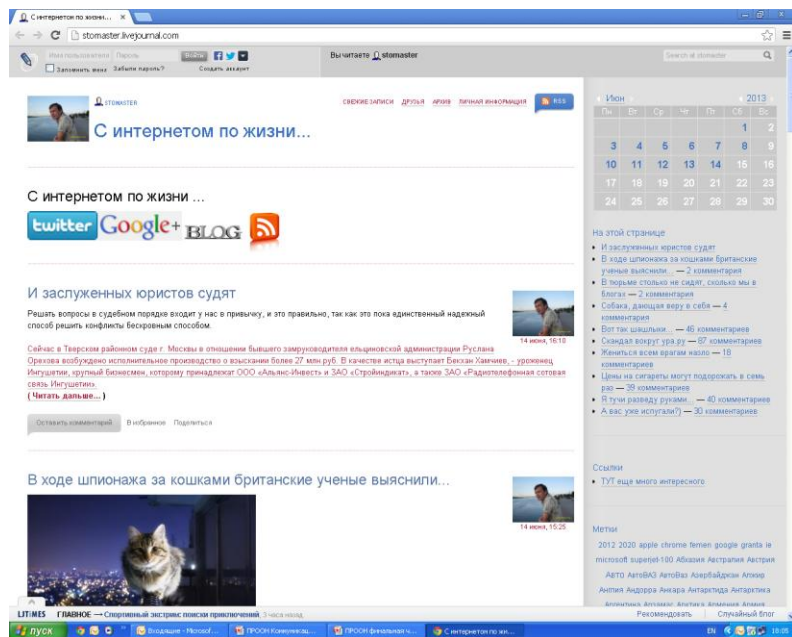 С интернетом по жизни... ×
stomaster.livejournal.com
Имя пользователя Пароль Войти
Запомнить меня Забыли пароль? Создать аккаунт
Вы читаете stomaster
Search at stomaster
STOMASTER
СВЕЖИЕ ЗАПИСИ ДРУЗЬЯ АРХИВ ЛИЧНАЯ ИНФОРМАЦИЯ RSS
С интернетом по жизни...
С интернетом по жизни ...
twitter Google+ BLOG
И заслуженных юристов судят
Решать вопросы в судебном порядке входит у нас в привычку, и это правильно, так как это пока единственный надежный
способ решить конфликты бескровным способом.
14 июня, 16:10
Сейчас в Тверском районном суде г. Москвы в отношении бывшего замруководителя ельциновской администрации Руслана
Орехова возбуждено исполнительное производство о взыскании более 27 млн руб. В качестве истца выступает Бекхан Хамчиев, - уроженец
Ингушетии, крупный бизнесмен, которому принадлежат ООО «Альянс-Инвест» и ЗАО «Стройиндикат», а также ЗАО «Радиотелефонная сотовая
связь Ингушетии».
( Читать дальше... )
Оставить комментарий В избранное Поделиться
В ходе шпионажа за кошками британские ученые выяснили...
14 июня, 15:25
Июн 2013
Пн Вт Ср Чт Пт Сб Вс
1 2
3 4 5 6 7 8 9
10 11 12 13 14 15 16
17 18 19 20 21 22 23
24 25 26 27 28 29 30
На этой странице
И заслуженных юристов судят
В ходе шпионажа за кошками британские
ученые выяснили... — 2 комментария
В тюрьме столько не сидят, сколько мы в
блогах — 2 комментария
Собака, дающая веру в себя — 4
комментария
Вот так шашлыки... — 46 комментариев
Скандал вокруг ура.ру — 87 комментариев
Жениться всем врагам назло — 18
комментариев
Цены на сигареты могут подорожать в семь
раз — 39 комментариев
Я тучи разведу руками... — 40 комментариев
А вас уже испугали?) — 30 комментариев
Ссылки
ТУТ еще много интересного
Метки
2012 2020 apple chrome femen google granta ie
microsoft superjet-100 Абхазия Австралия Австрия
АВТО АвтоВАЗ АвтоВаз Азербайджан Алжир
Англия Андорра Анкара Антарктида Антарктика
Аргентина Арзамас Арктика Армения Армия
LJTIMES ГЛАВНОЕ → Спортивный экстрим: поиски приключений, 3 часа назад
Рекомендовать Случайный блог
пуск
Входящие - Microsof...
ПРООН Коммуникац...
ПРООН финальная ч...
С интернетом по жи...
EN 18:05